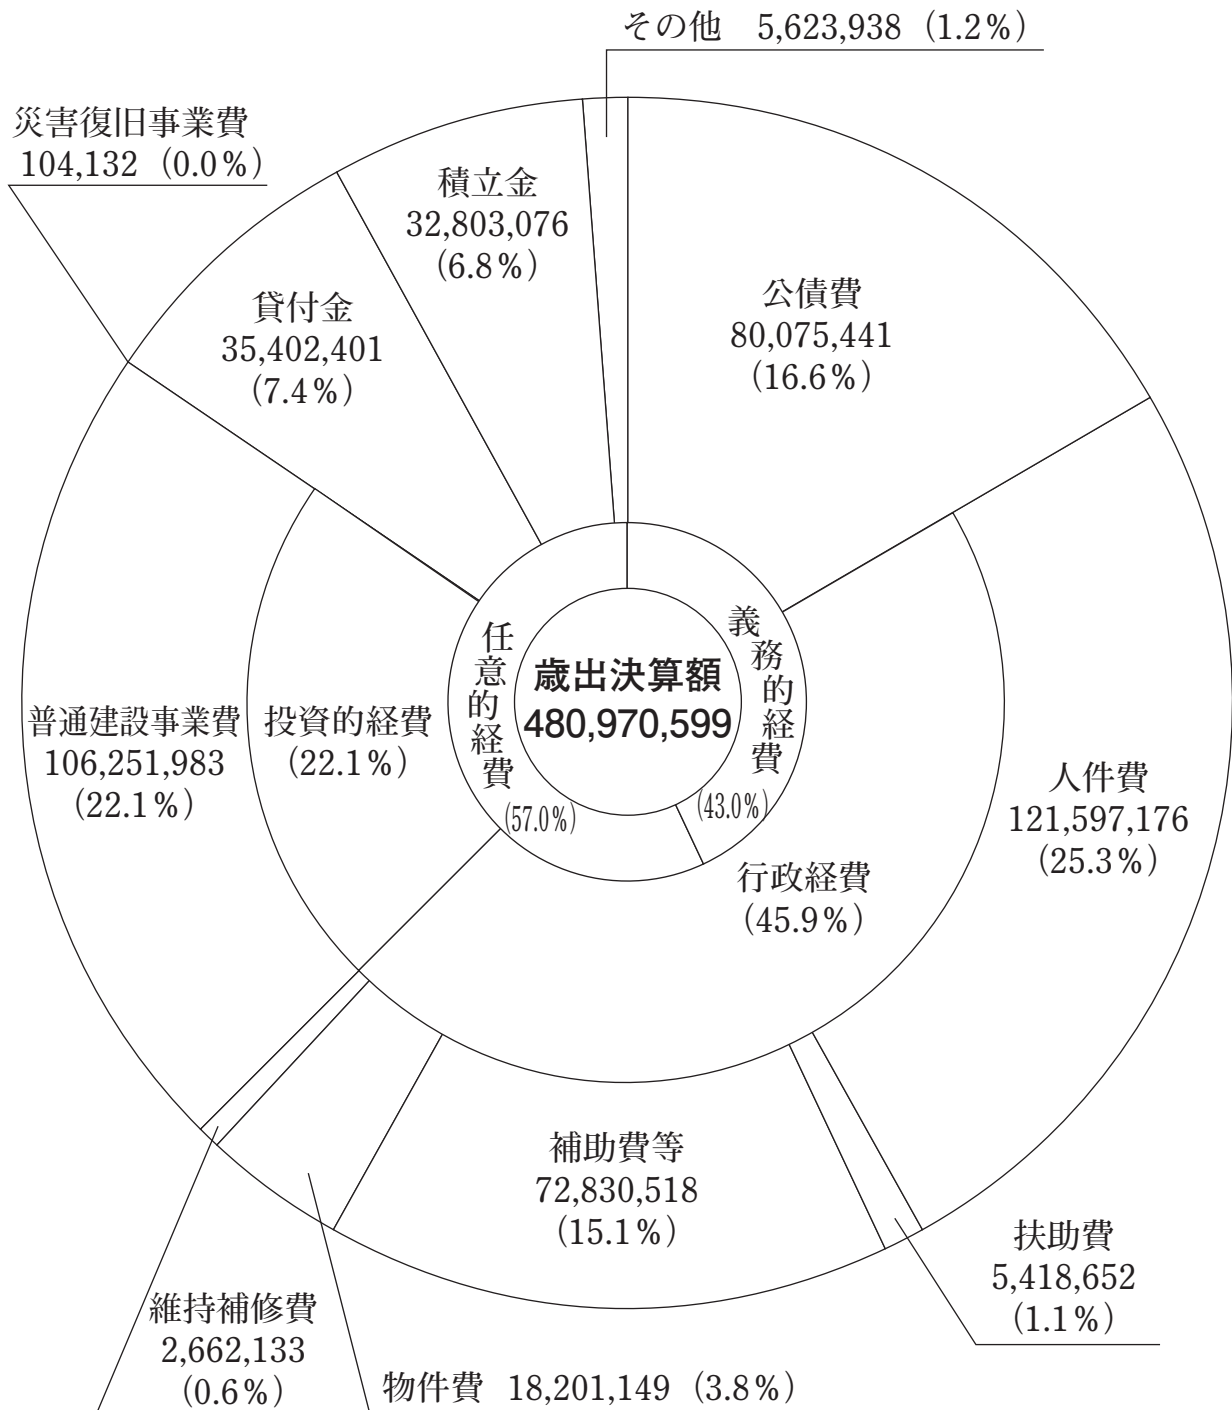 その他　5,623,938（1.2％）
災害復旧事業費
104,132（0.0％）
積立金
32,803,076
（6.8％）
貸付金
35,402,401
（7.4％）
公債費
80,075,441
（16.6％）
歳出決算額
480,970,599
義務的経費
（43.0％）
任意的経費
（57.0％）
普通建設事業費
106,251,983
（22.1％）
投資的経費
（22.1％）
人件費
121,597,176
（25.3％）
行政経費
（45.9％）
補助費等
72,830,518
（15.1％）
扶助費
5,418,652
（1.1％）
維持補修費
2,662,133
（0.6％）
物件費　18,201,149（3.8％）